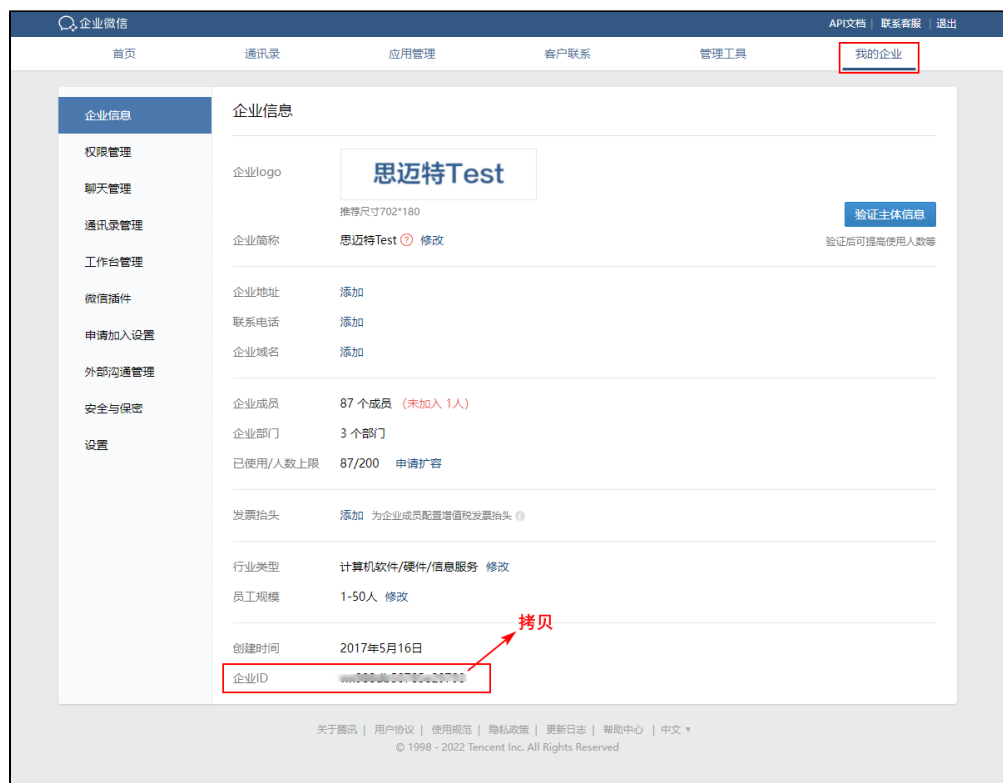 企业微信
API文档 | 联系客服 | 退出
首页 通讯录 应用管理 客户联系 管理工具 我的企业
企业信息
权限管理
聊天管理
通讯录管理
工作台管理
微信插件
申请加入设置
外部沟通管理
安全与保密
设置
企业信息
企业logo 思迈特Test
推荐尺寸702*180
验证主体信息
验证后可提高使用人数等
企业简称 思迈特Test ? 修改
企业地址 添加
联系电话 添加
企业域名 添加
企业成员 87 个成员 (未加入 1人)
企业部门 3 个部门
已使用/人数上限 87/200 申请扩容
发票抬头 添加 为企业成员配置增值税发票抬头
行业类型 计算机软件/硬件/信息服务 修改
员工规模 1-50人 修改
拷贝
创建时间 2017年5月16日
企业ID
关于腾讯 | 用户协议 | 使用规范 | 隐私政策 | 更新日志 | 帮助中心 | 中文
© 1998 - 2022 Tencent Inc. All Rights Reserved